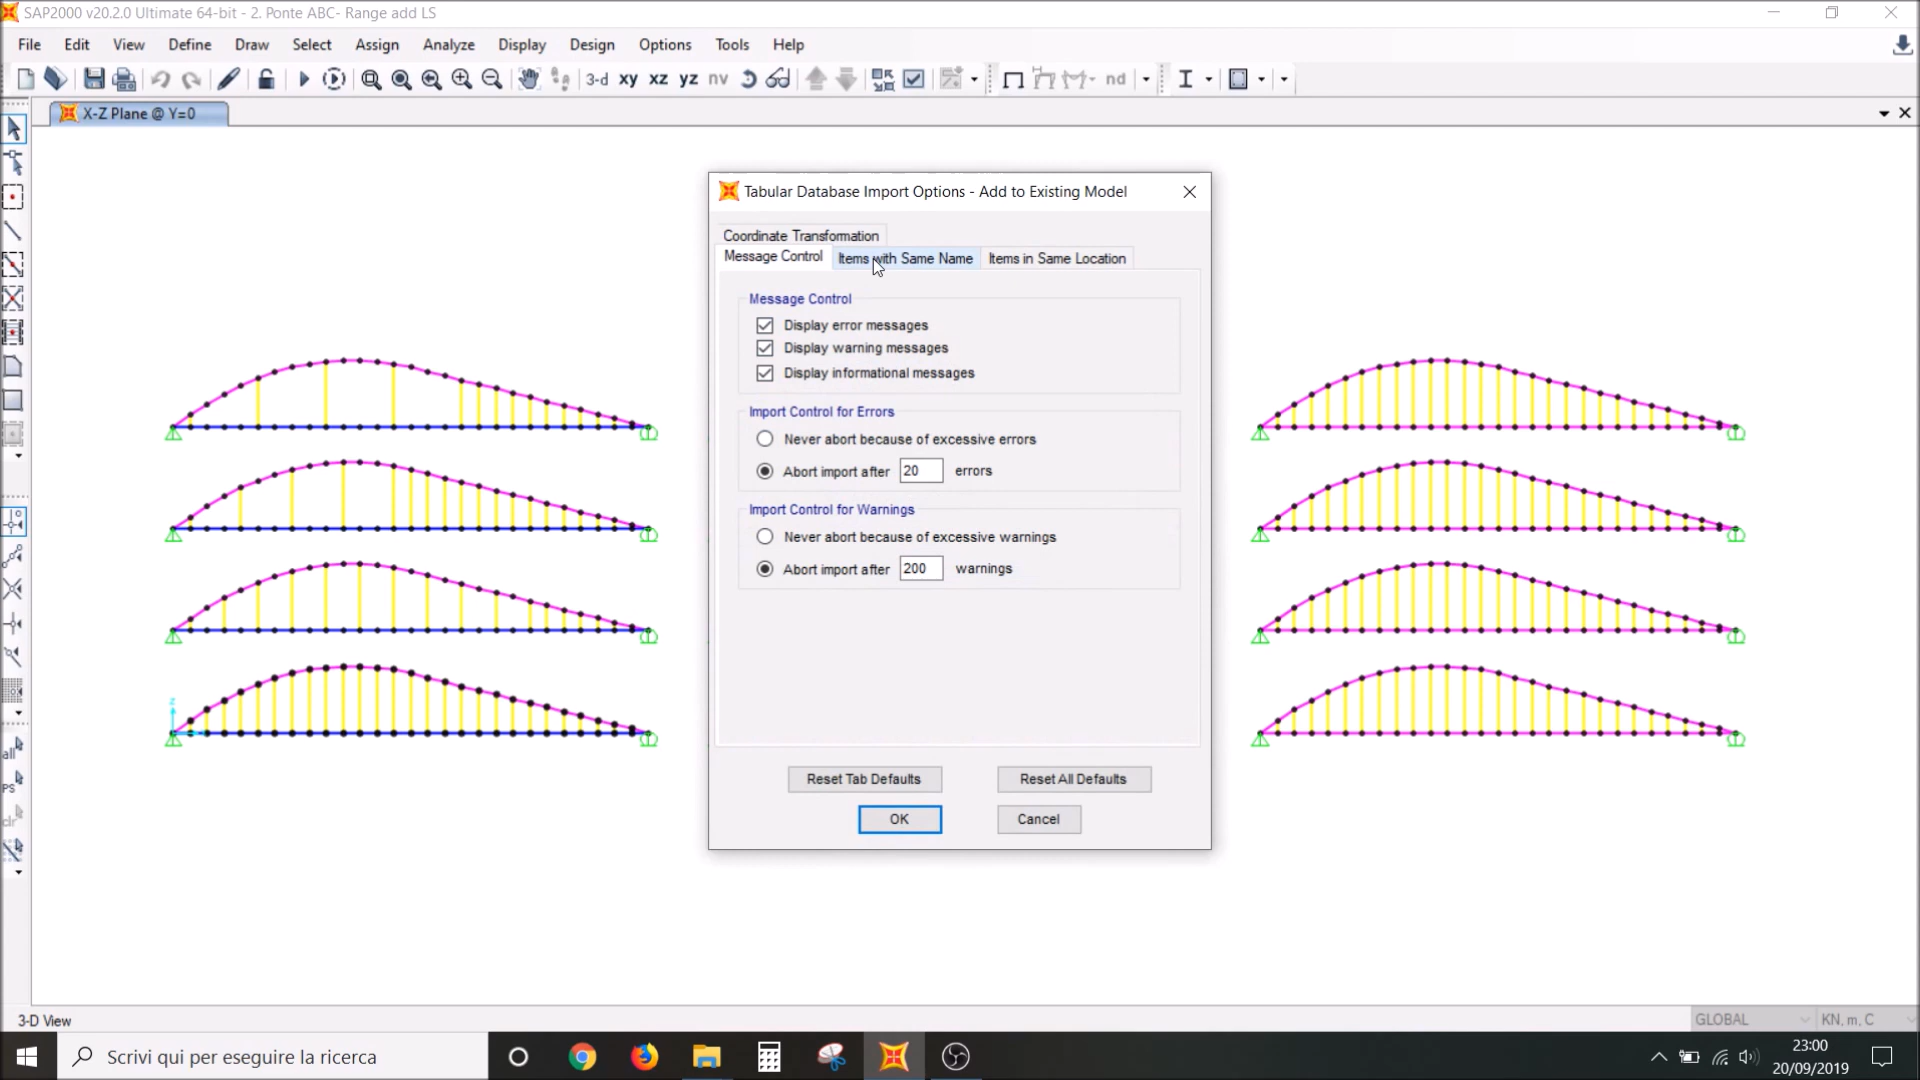 SAP2000 v20.2.0 Ultimate 64-bit - 2. Ponte ABC- Range add LS
File Edit View Define Draw Select Assign Analyze Display Design Options Tools Help
3-d xy xz yz nv nd
X-Z Plane @ Y=0
Tabular Database Import Options - Add to Existing Model
Coordinate Transformation
Message Control Items with Same Name Items in Same Location
Message Control
Display error messages
Display warning messages
Display informational messages
Import Control for Errors
Never abort because of excessive errors
Abort import after 20 errors
Import Control for Warnings
Never abort because of excessive warnings
Abort import after 200 warnings
Z
all
PS
clr
Reset Tab Defaults Reset All Defaults
OK Cancel
3-D View GLOBAL KN, m, C
Scrivi qui per eseguire la ricerca
23:00
20/09/2019